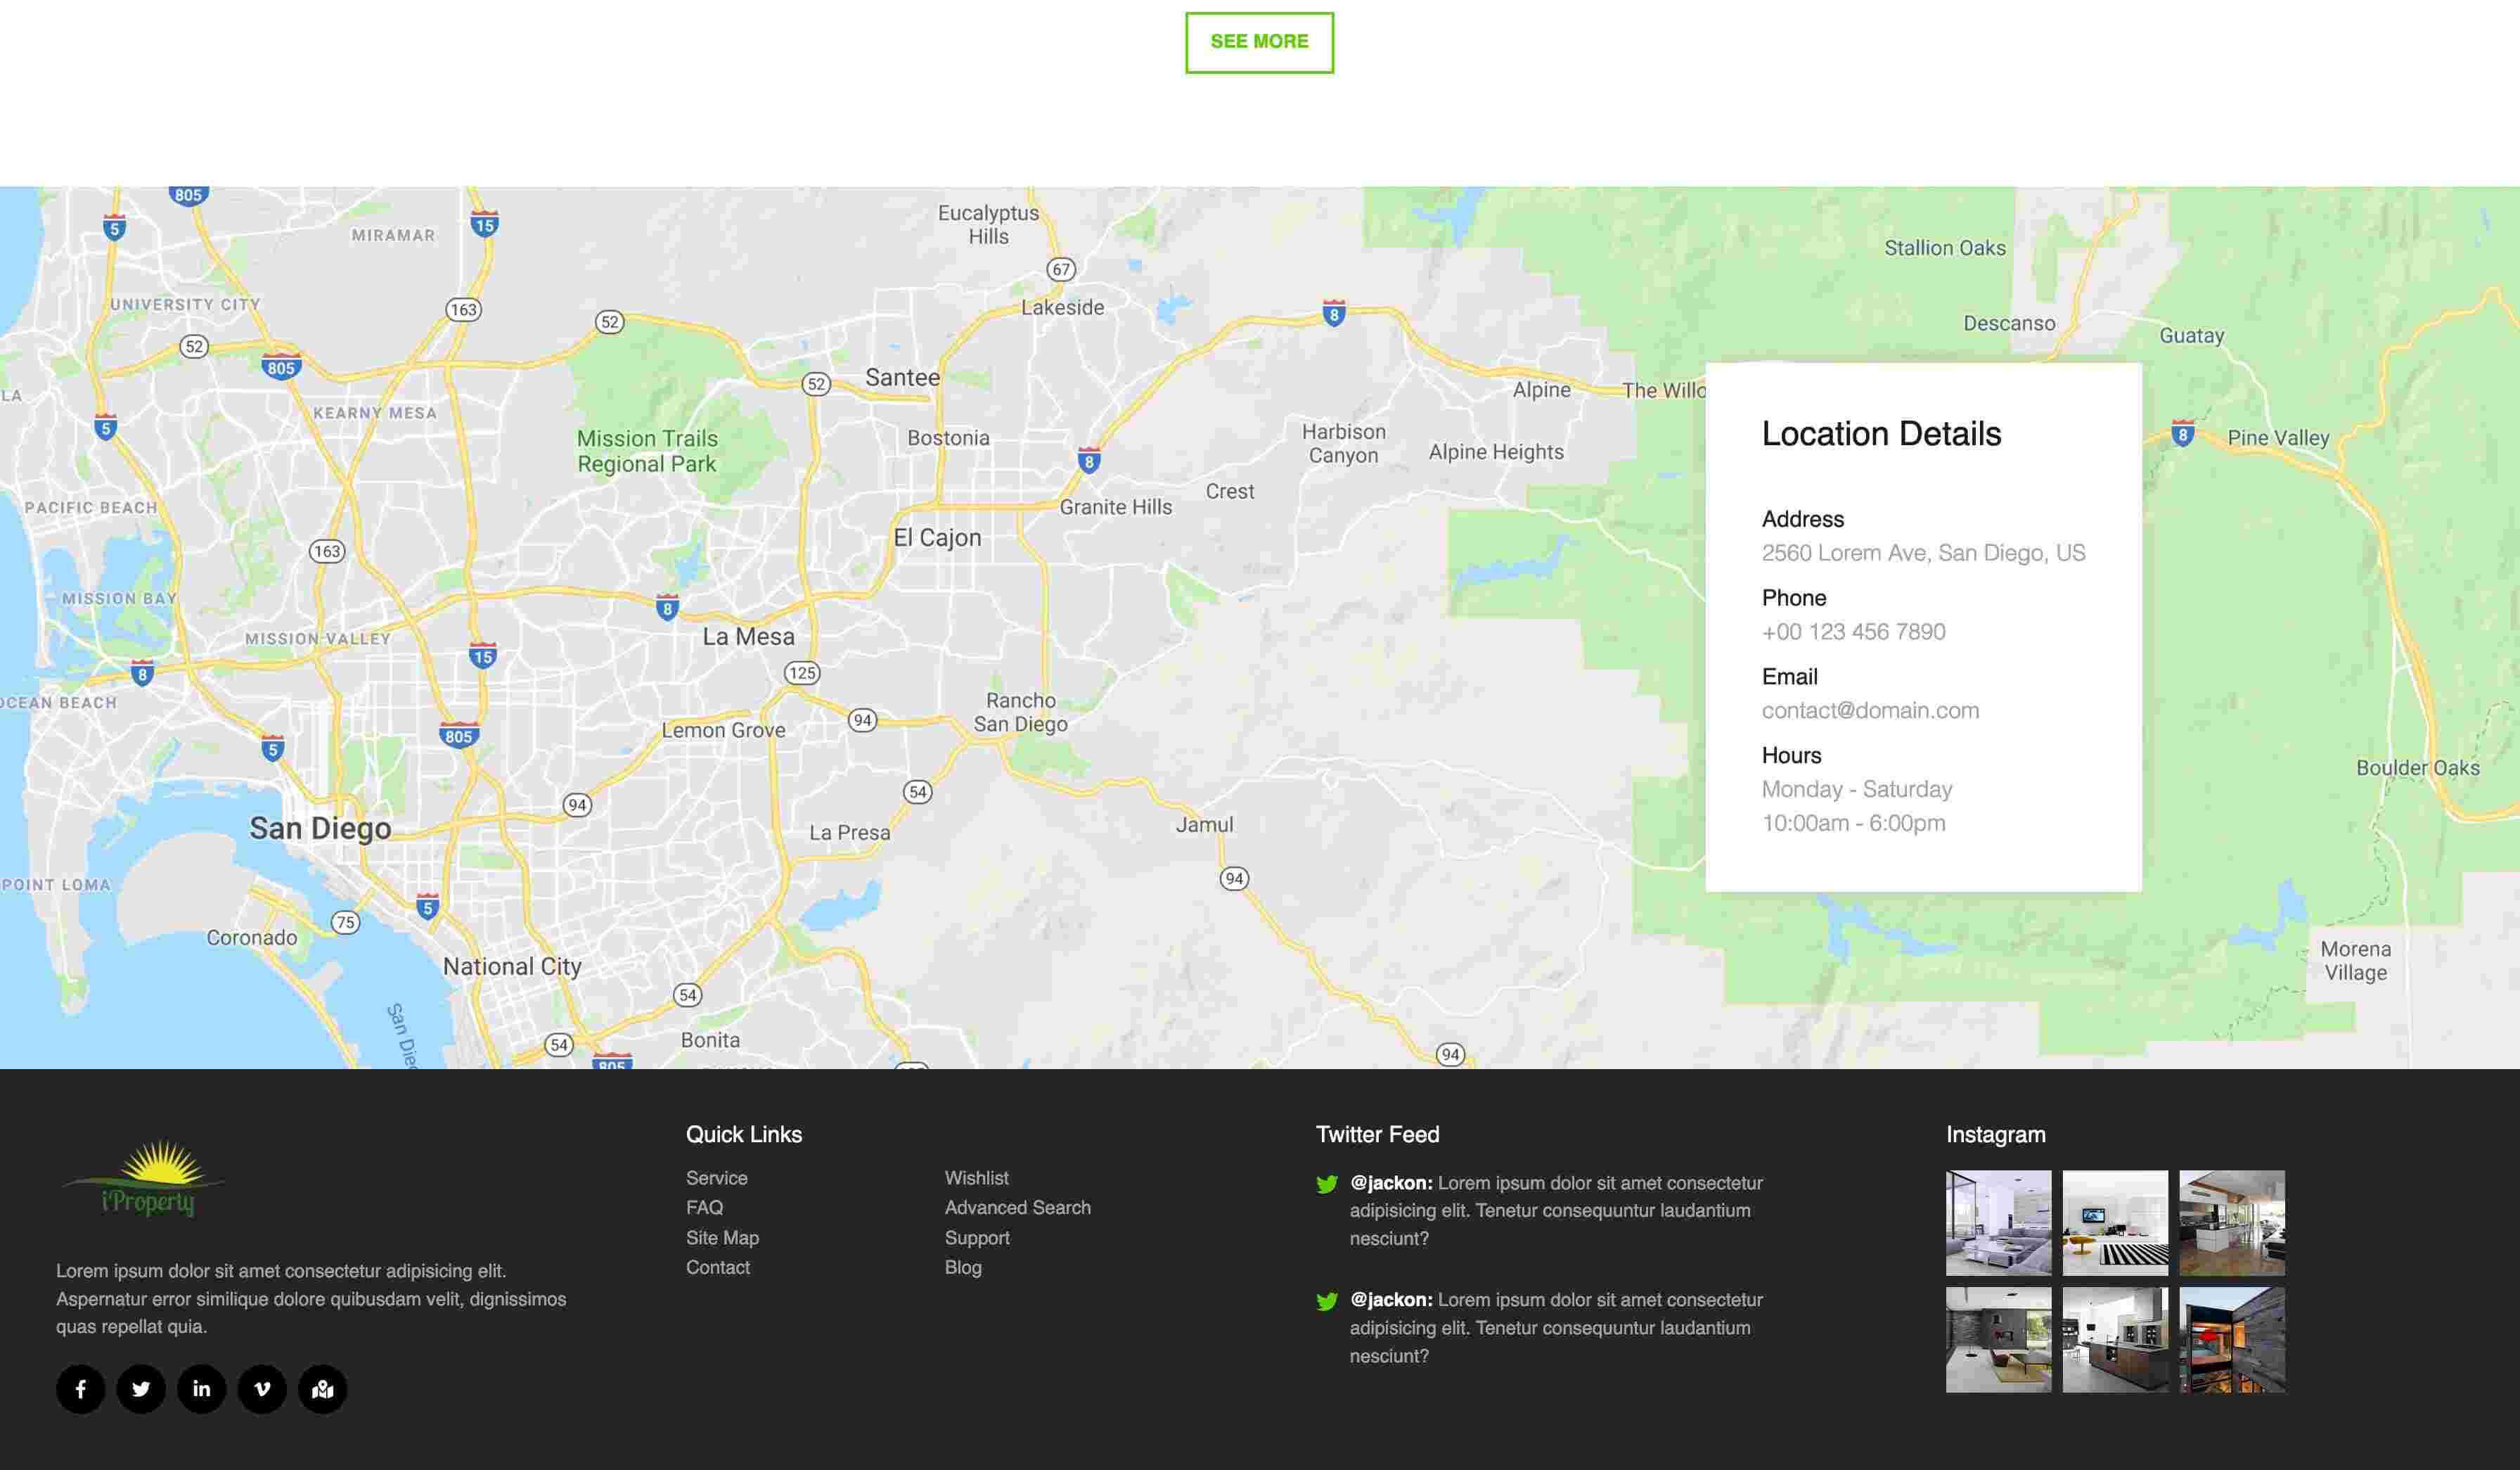 SEE MORE
805
5
15
MIRAMAR
Eucalyptus
Hills
67
Stallion Oaks
UNIVERSITY CITY
163
52
Lakeside
8
Descanso
Guatay
52
805
LA
KEARNY MESA
5
52
Santee
Alpine
The Willo
Mission Trails
Regional Park
Bostonia
8
Harbison
Canyon
Alpine Heights
8
Pine Valley
Crest
PACIFIC BEACH
Granite Hills
163
El Cajon
MISSION BAY
8
MISSION VALLEY
La Mesa
15
8
125
OCEAN BEACH
Rancho
San Diego
94
Lemon Grove
805
5
94
54
San Diego
La Presa
Jamul
94
Boulder Oaks
POINT LOMA
5
75
Coronado
National City
Morena
Village
54
San Dieg
54
Bonita
805
94
Location Details
Address
2560 Lorem Ave, San Diego, US
Phone
+00 123 456 7890
Email
contact@domain.com
Hours
Monday - Saturday
10:00am - 6:00pm
i'Property
Lorem ipsum dolor sit amet consectetur adipisicing elit.
Aspernatur error similique dolore quibusdam velit, dignissimos
quas repellat quia.
Quick Links
Service
FAQ
Site Map
Contact
Wishlist
Advanced Search
Support
Blog
Twitter Feed
@jackon: Lorem ipsum dolor sit amet consectetur
adipisicing elit. Tenetur consequuntur laudantium
nesciunt?
@jackon: Lorem ipsum dolor sit amet consectetur
adipisicing elit. Tenetur consequuntur laudantium
nesciunt?
Instagram